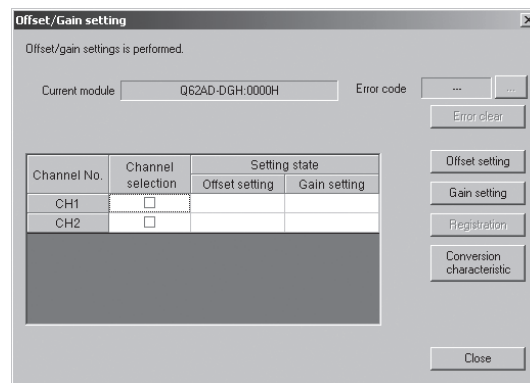 Offset/Gain setting
Offset/gain settings is performed.
Current module Q62AD-DGH:0000H Error code --- ...
Error clear
Channel No. Channel selection Setting state
Offset setting Gain setting
CH1
CH2
Offset setting
Gain setting
Registration
Conversion characteristic
Close